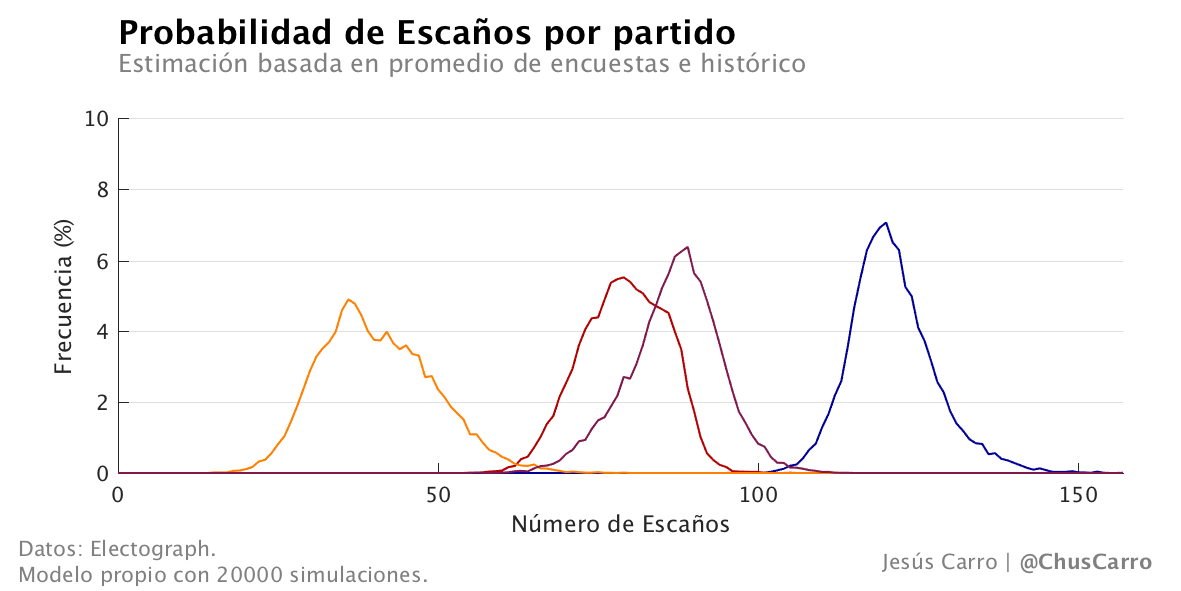 Probabilidad de Escaños por partido
Estimación basada en promedio de encuestas e histórico
10
8
6
4
2
0
Frecuencia (%)
0 50 100 150
Número de Escaños
Datos: Electograph.
Modelo propio con 20000 simulaciones.
Jesús Carro | @ChusCarro